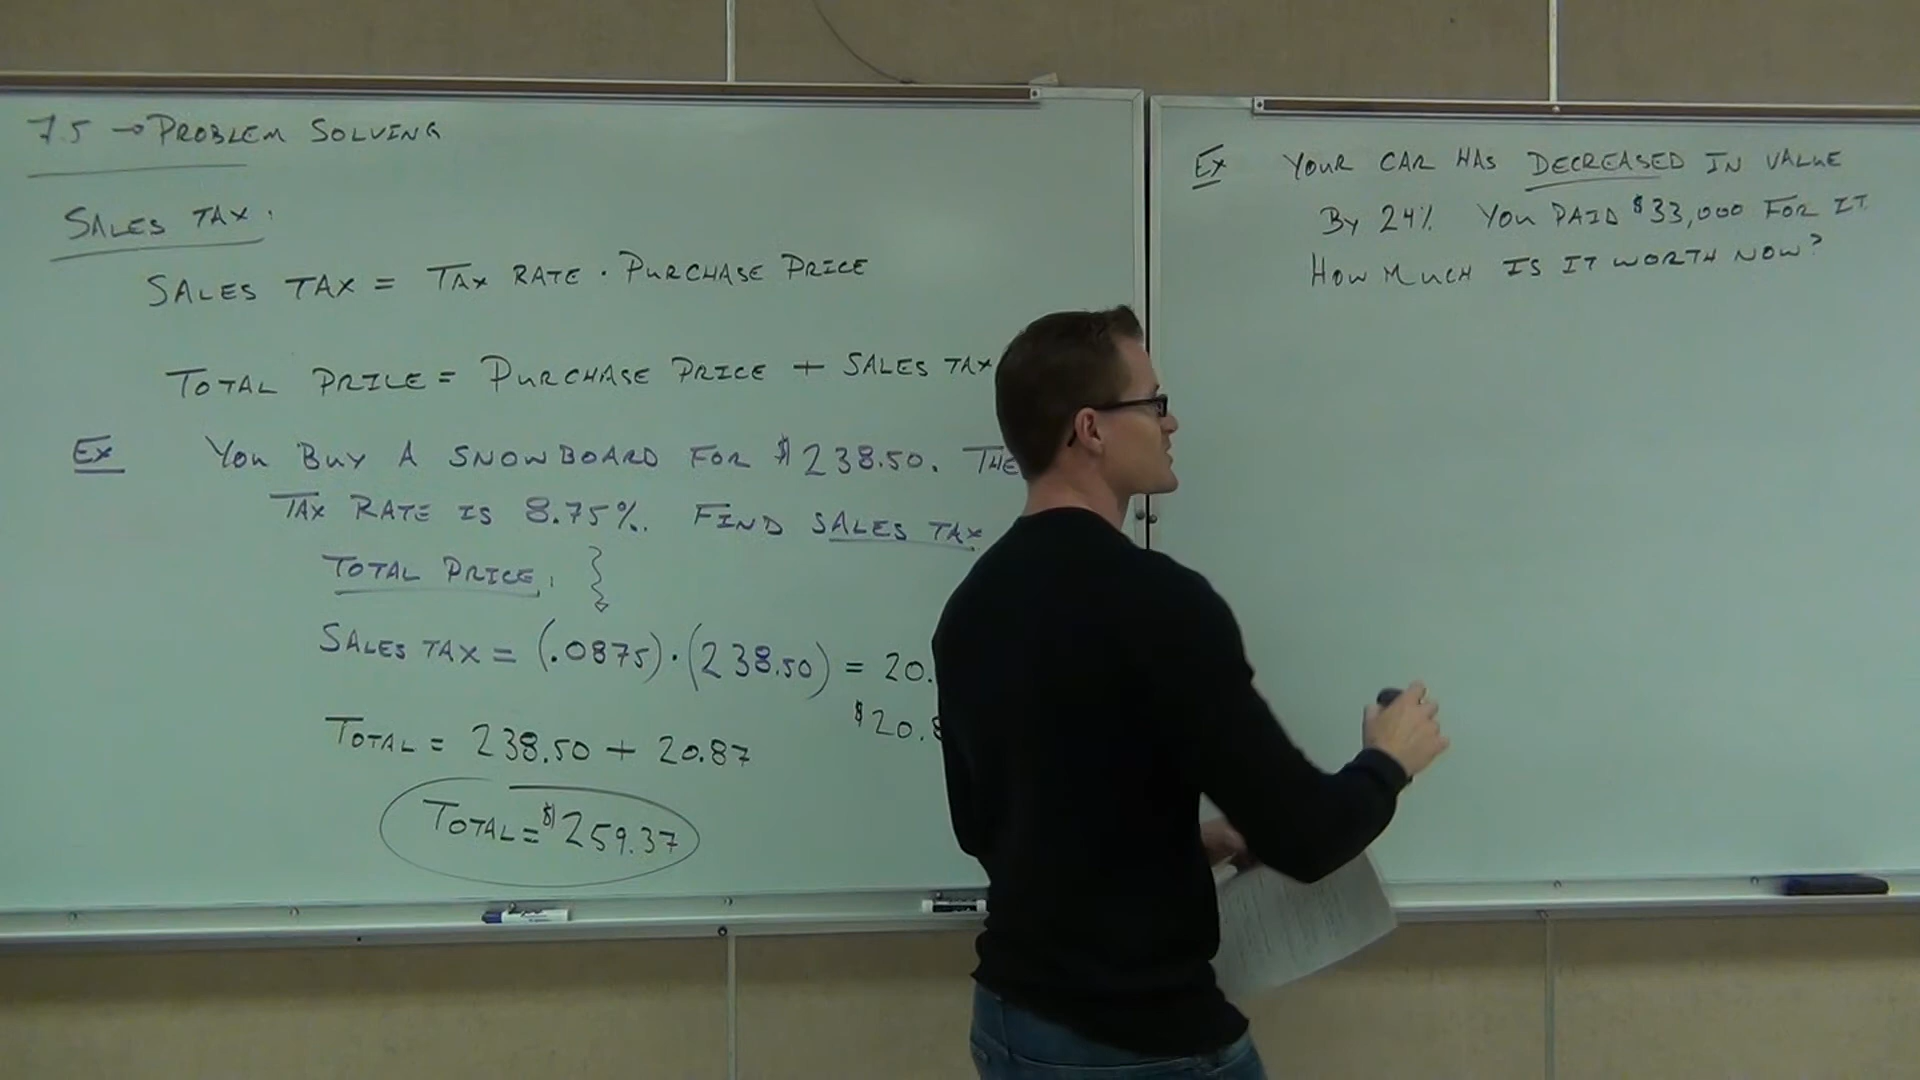 7.5 → PROBLEM SOLVING
SALES TAX:
SALES TAX = TAX RATE · PURCHASE PRICE
TOTAL PRICE = PURCHASE PRICE + SALES TAX
EX YOU BUY A SNOWBOARD FOR $238.50. THE
TAX RATE IS 8.75%. FIND SALES TAX
TOTAL PRICE.
SALES TAX = (.0875)·(238.50) = 20.
$20.8
TOTAL = 238.50 + 20.87
TOTAL = $259.37
EX YOUR CAR HAS DECREASED IN VALUE
BY 24% YOU PAID $33,000 FOR IT
HOW MUCH IS IT WORTH NOW?